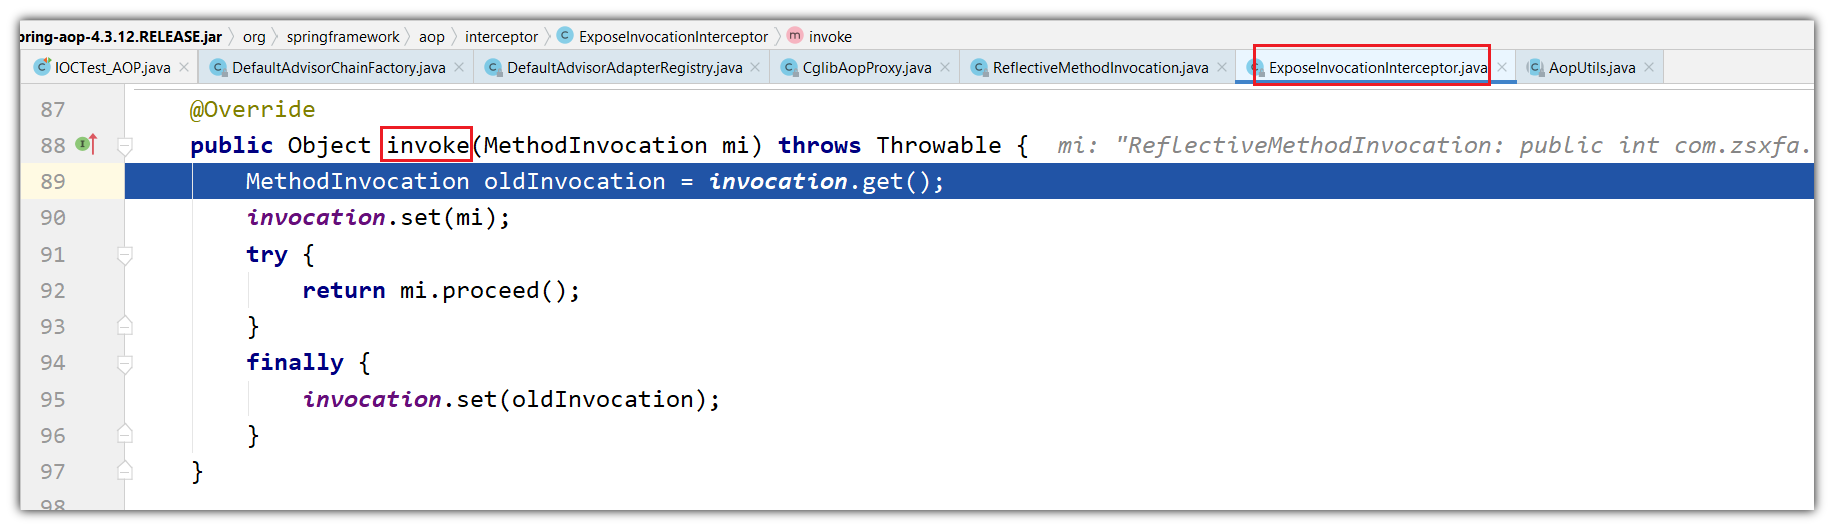 pring-aop-4.3.12.RELEASE.jar org springframework aop interceptor ExposeInvocationInterceptor invoke
IOCTest_AOP.java DefaultAdvisorChainFactory.java DefaultAdvisorAdapterRegistry.java CglibAopProxy.java ReflectiveMethodInvocation.java ExposeInvocationInterceptor.java AopUtils.java
87 @Override
88 public Object invoke(MethodInvocation mi) throws Throwable { mi: "ReflectiveMethodInvocation: public int com.zsxfa.
89 MethodInvocation oldInvocation = invocation.get();
90 invocation.set(mi);
91 try {
92 return mi.proceed();
93 }
94 finally {
95 invocation.set(oldInvocation);
96 }
97 }
98